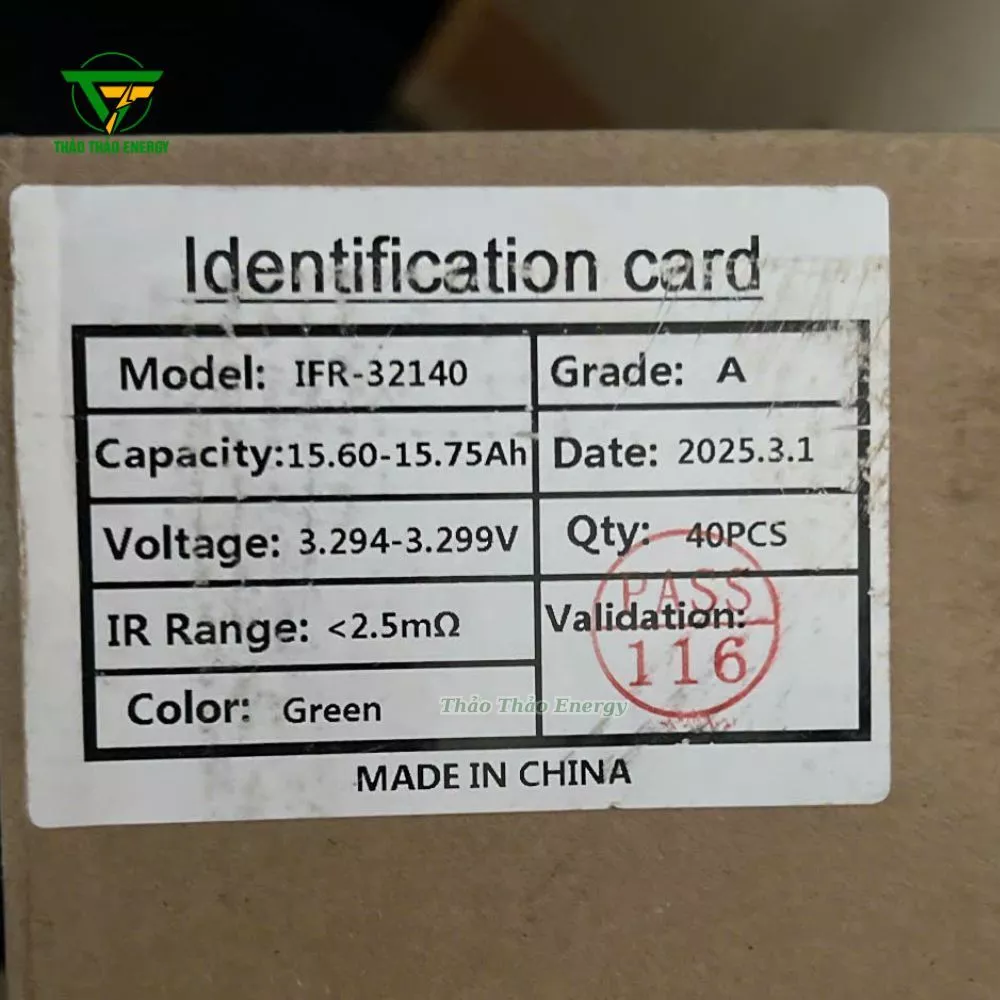 THẢO THẢO ENERGY
Identification card
Model: IFR-32140
Grade: A
Capacity:15.60-15.75Ah
Date: 2025.3.1
Voltage: 3.294-3.299V
Qty: 40PCS
IR Range: <2.5mΩ
PASS
Validation:
116
Color: Green
Thảo Thảo Energy
MADE IN CHINA